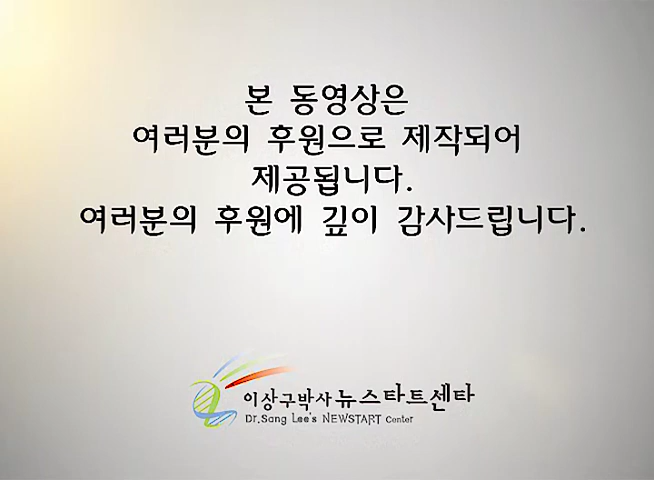 본 동영상은
여러분의 후원으로 제작되어
제공됩니다.
여러분의 후원에 깊이 감사드립니다.
이상구박사 뉴스타트센타
Dr.Sang Lee's NEWSTART Center